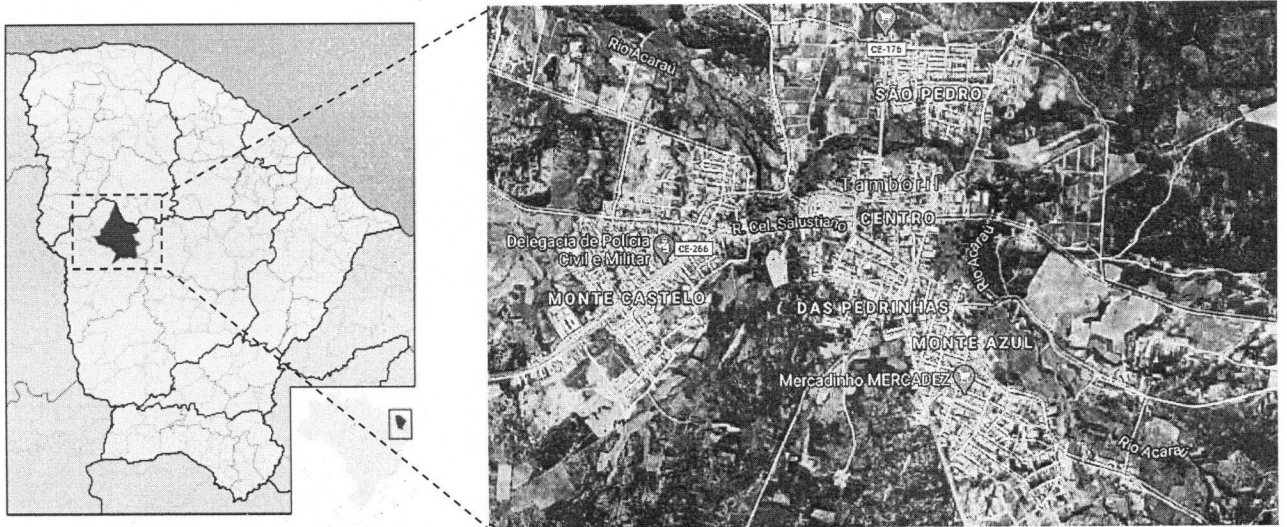 Rio Acaraú
CE-176
SÃO PEDRO
Tamboril
CENTRO
R. Cel. Salustiano
Delegacia de Polícia
Civil e Militar
CE-266
Rio Acaraú
MONTE CASTELO
DAS PEDRINHAS
MONTE AZUL
Mercadinho MERCADEZ
Rio Acaraú